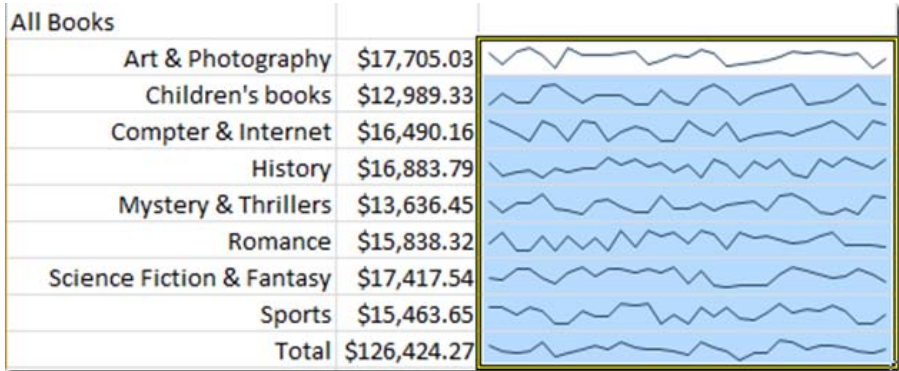 All Books
Art & Photography $17,705.03
Children's books $12,989.33
Compter & Internet $16,490.16
History $16,883.79
Mystery & Thrillers $13,636.45
Romance $15,838.32
Science Fiction & Fantasy $17,417.54
Sports $15,463.65
Total $126,424.27